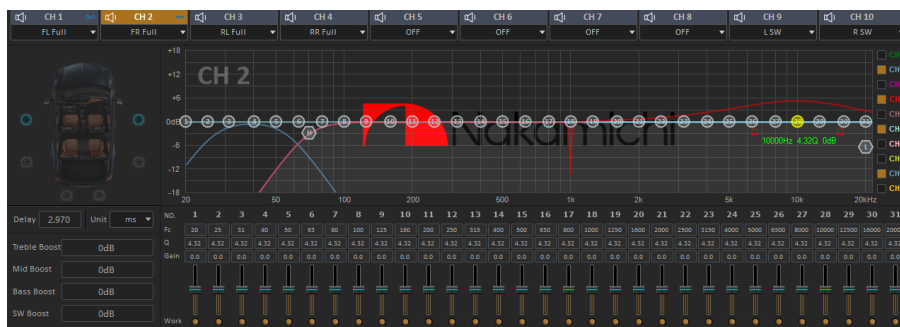 CH 1 CH 2 CH 3 CH 4 CH 5 CH 6 CH 7 CH 8 CH 9 CH 10
FL Full FR Full RL Full RR Full OFF OFF OFF OFF L SW R SW
+18
+12
+6
0dB
-6
-12
-18
CH 2
Nakamichi
H
L
10000Hz 4.32Q 0dB
20 50 100 200 500 1k 2k 5k 10k 20kHz
CH
CH
CH
CH
CH
CH
CH
CH
CH
CH
Delay 2.970 Unit ms
Treble Boost 0dB
Mid Boost 0dB
Bass Boost 0dB
SW Boost 0dB
NO. 1 2 3 4 5 6 7 8 9 10 11 12 13 14 15 16 17 18 19 20 21 22 23 24 25 26 27 28 29 30 31
Fc 20 25 31 40 50 63 80 100 125 160 200 250 315 400 500 630 800 1000 1250 1600 2000 2500 3150 4000 5000 6300 8000 10000 12500 16000 2000
Q 4.32 4.32 4.32 4.32 4.32 4.32 4.32 4.32 4.32 4.32 4.32 4.32 4.32 4.32 4.32 4.32 4.32 4.32 4.32 4.32 4.32 4.32 4.32 4.32 4.32 4.32 4.32 4.32 4.32 4.32 4.32
Gain 0.0 0.0 0.0 0.0 0.0 0.0 0.0 0.0 0.0 0.0 0.0 0.0 0.0 0.0 0.0 0.0 0.0 0.0 0.0 0.0 0.0 0.0 0.0 0.0 0.0 0.0 0.0 0.0 0.0 0.0 0.0
Work